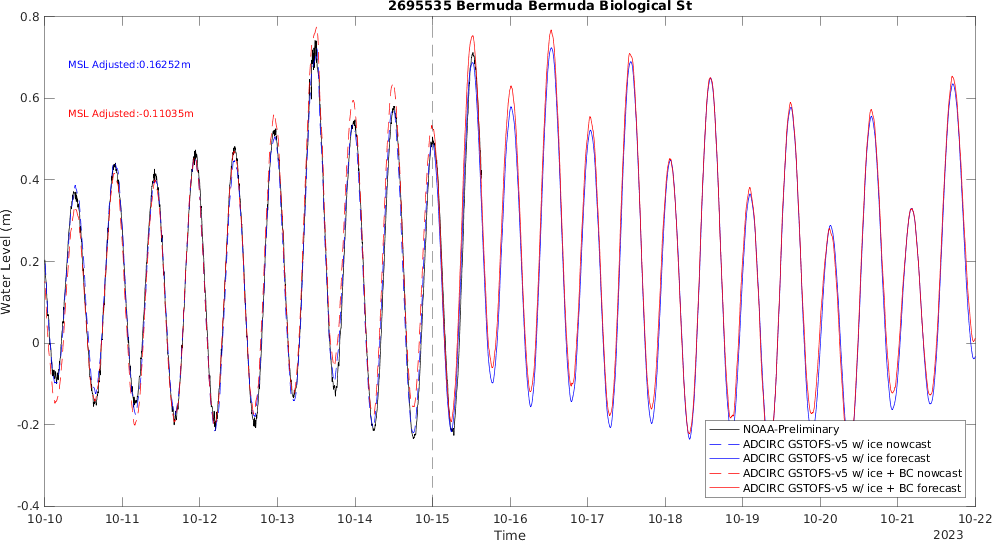 2695535 Bermuda Bermuda Biological St
MSL Adjusted:0.16252m
MSL Adjusted:-0.11035m
Water Level (m)
0.8
0.6
0.4
0.2
0
-0.2
-0.4
NOAA-Preliminary
ADCIRC GSTOFS-v5 w/ ice nowcast
ADCIRC GSTOFS-v5 w/ ice forecast
ADCIRC GSTOFS-v5 w/ ice + BC nowcast
ADCIRC GSTOFS-v5 w/ ice + BC forecast
10-10 10-11 10-12 10-13 10-14 10-15 10-16 10-17 10-18 10-19 10-20 10-21 10-22
Time
2023